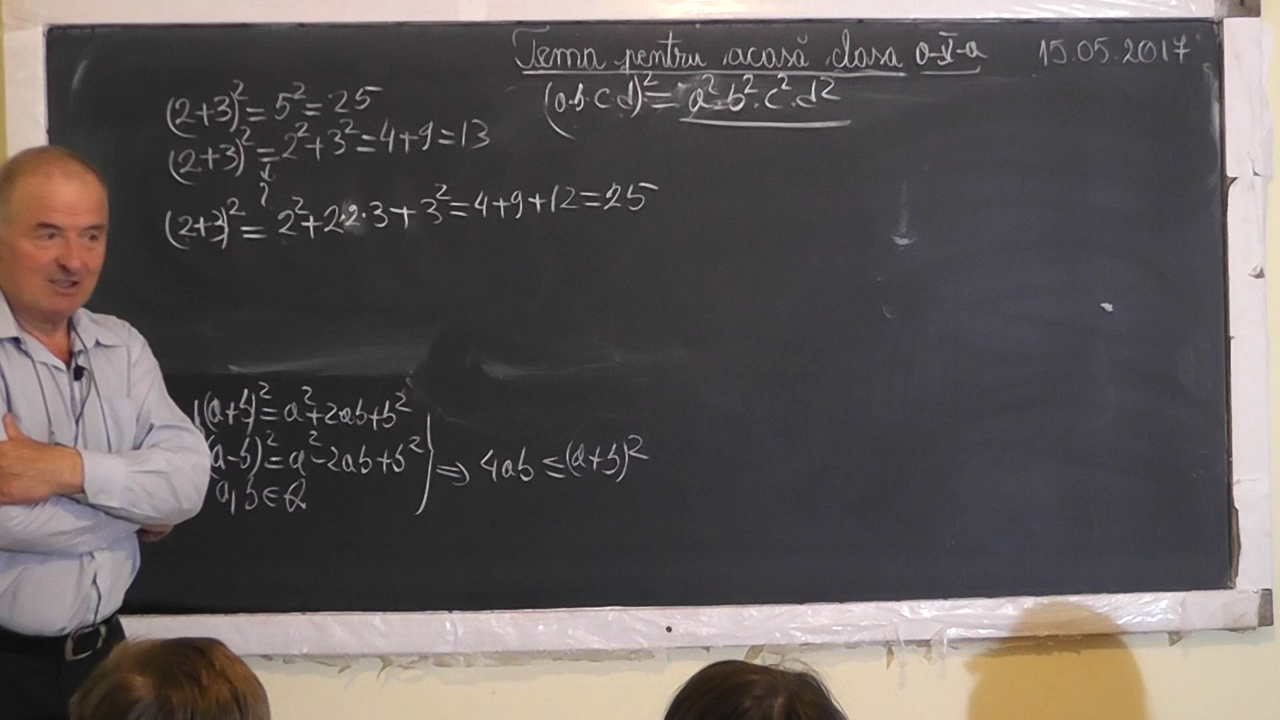 Tema pentru acasă clasa a-V-a 15.05.2017
(a·b·c·d)² = a²·b²·c²·d²
(2+3)² = 5² = 25
(2+3)² = 2²+3² = 4+9 = 13
?
(2+3)² = 2²+2·2·3+3² = 4+9+12 = 25
(a+b)² = a²+2ab+b²
(a-b)² = a²-2ab+b² ⇒ 4ab ≤ (a+b)²
a,b ∈ Q